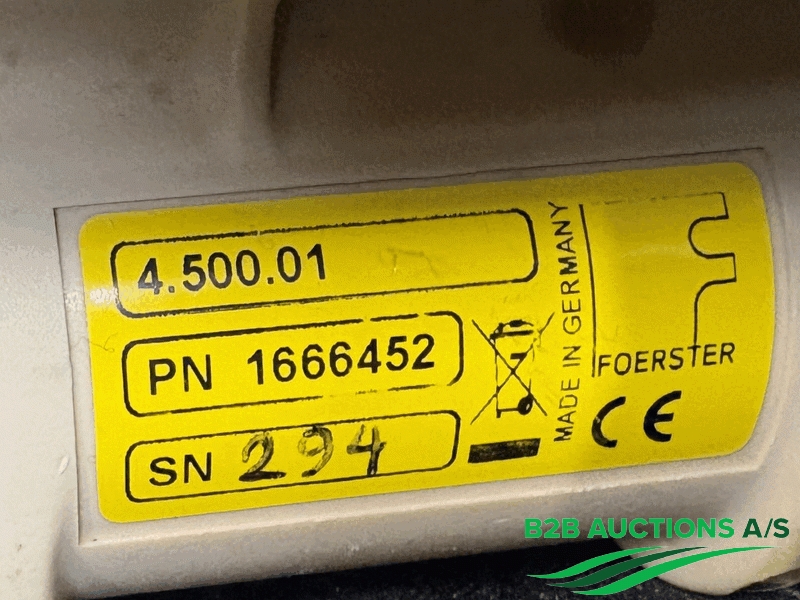 4.500.01
PN 1666452
SN 294
MADE IN GERMANY
FOERSTER
CE
B2B AUCTIONS A/S